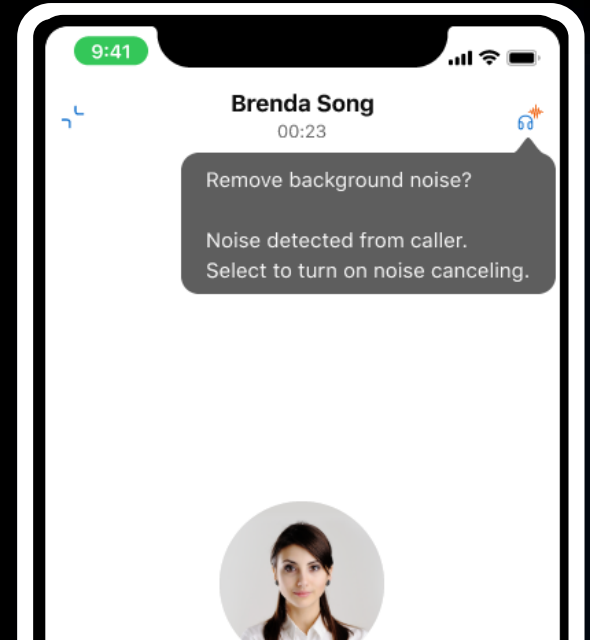 9:41
Brenda Song
00:23
Remove background noise?
Noise detected from caller.
Select to turn on noise canceling.